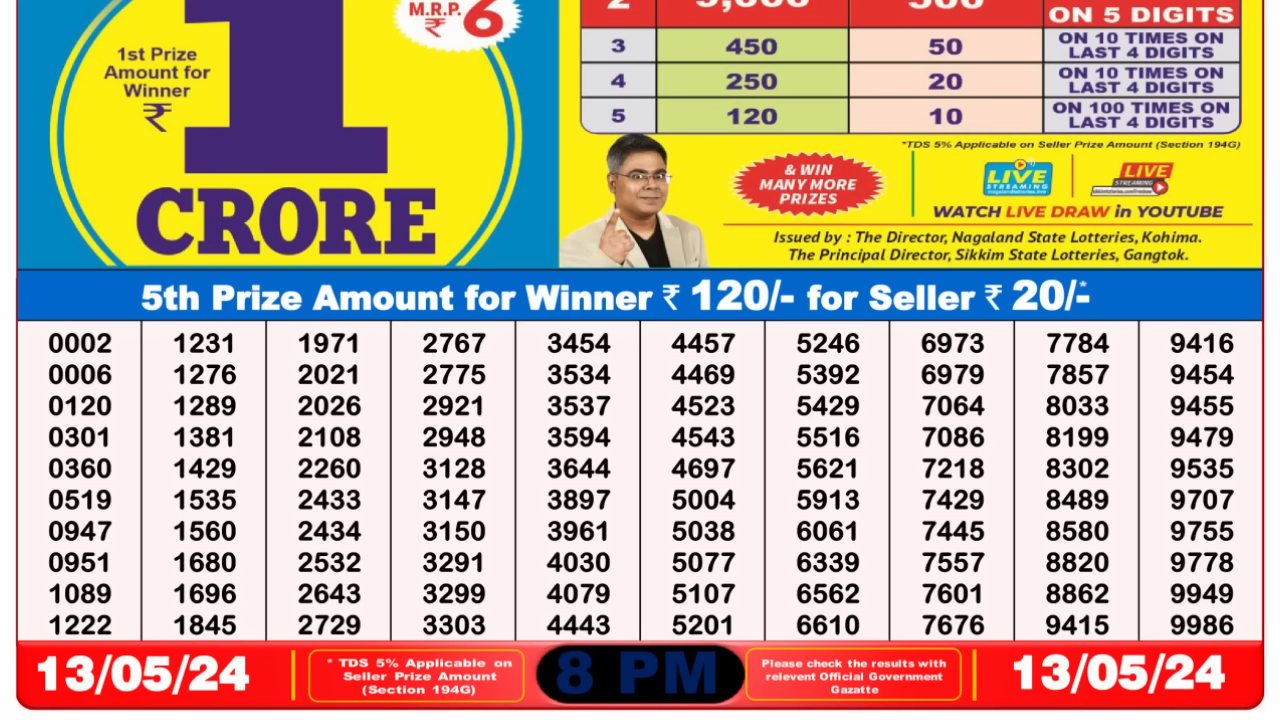 M.R.P.
₹ 6
1st Prize
Amount for
Winner
₹
1
CRORE
ON 5 DIGITS
3 450 50 ON 10 TIMES ON LAST 4 DIGITS
4 250 20 ON 10 TIMES ON LAST 4 DIGITS
5 120 10 ON 100 TIMES ON LAST 4 DIGITS
*TDS 5% Applicable on Seller Prize Amount (Section 194G)
& WIN
MANY MORE
PRIZES
LIVE
STREAMING
LIVE
STREAMING
WATCH LIVE DRAW in YOUTUBE
Issued by : The Director, Nagaland State Lotteries, Kohima.
The Principal Director, Sikkim State Lotteries, Gangtok.
5th Prize Amount for Winner ₹ 120/- for Seller ₹ 20/-*
0002 1231 1971 2767 3454 4457 5246 6973 7784 9416
0006 1276 2021 2775 3534 4469 5392 6979 7857 9454
0120 1289 2026 2921 3537 4523 5429 7064 8033 9455
0301 1381 2108 2948 3594 4543 5516 7086 8199 9479
0360 1429 2260 3128 3644 4697 5621 7218 8302 9535
0519 1535 2433 3147 3897 5004 5913 7429 8489 9707
0947 1560 2434 3150 3961 5038 6061 7445 8580 9755
0951 1680 2532 3291 4030 5077 6339 7557 8820 9778
1089 1696 2643 3299 4079 5107 6562 7601 8862 9949
1222 1845 2729 3303 4443 5201 6610 7676 9415 9986
13/05/24
* TDS 5% Applicable on
Seller Prize Amount
(Section 194G)
8 PM
Please check the results with
relevent Official Government
Gazatte
13/05/24